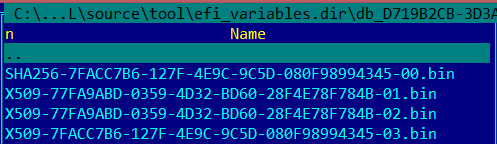 C:\...L\source\tool\efi_variables.dir\db_D719B2CB-3D3A
n Name
..
SHA256-7FACC7B6-127F-4E9C-9C5D-080F98994345-00.bin
X509-77FA9ABD-0359-4D32-BD60-28F4E78F784B-01.bin
X509-77FA9ABD-0359-4D32-BD60-28F4E78F784B-02.bin
X509-7FACC7B6-127F-4E9C-9C5D-080F98994345-03.bin